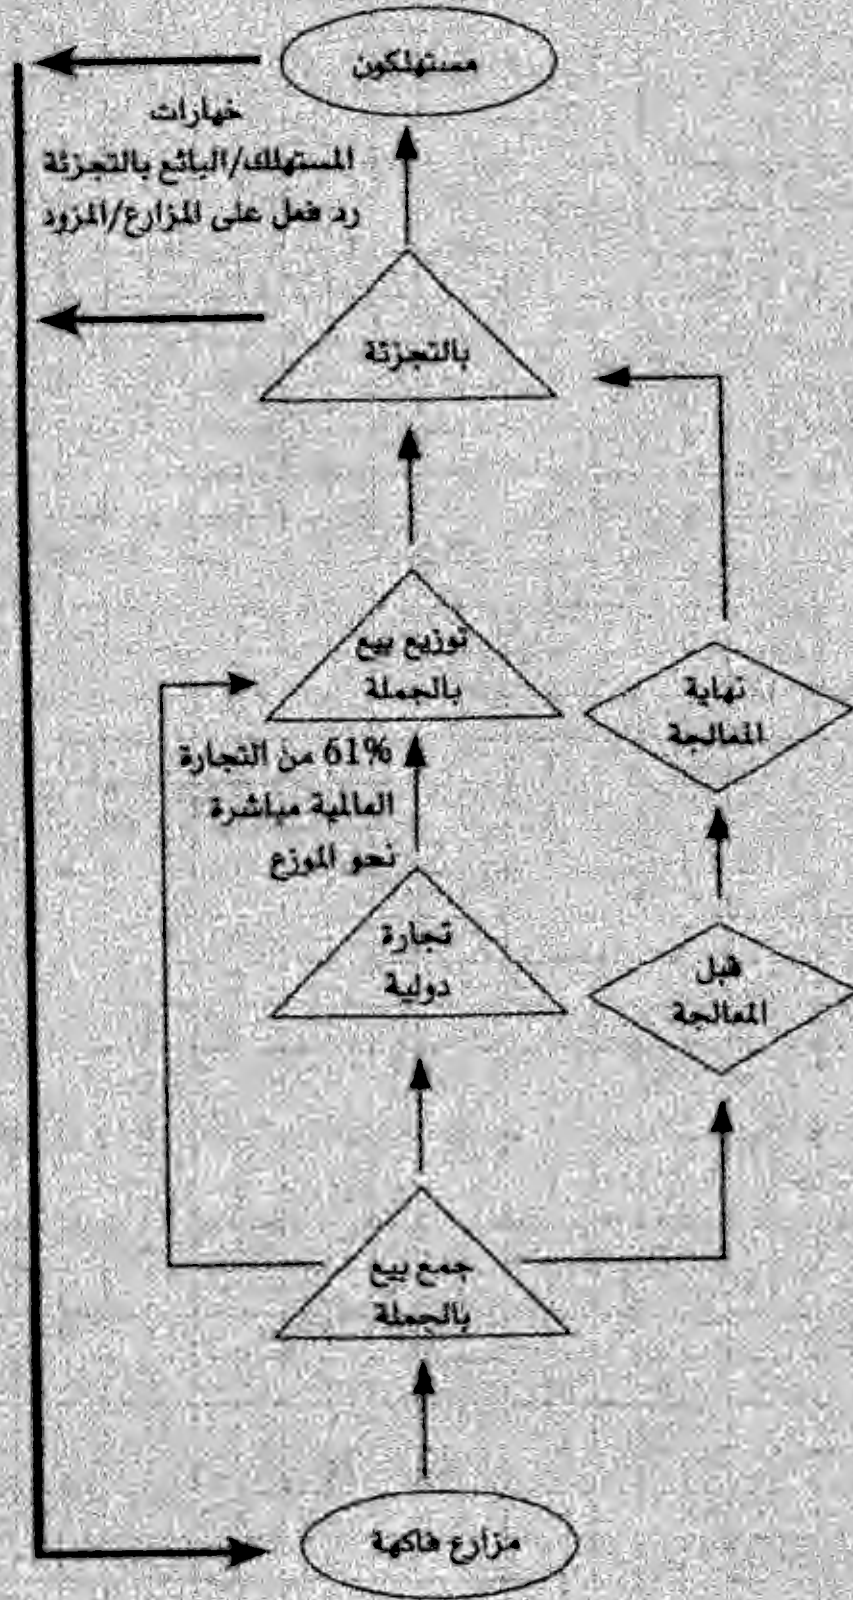 مستهلكون
خيارات
المستهلك/البائع بالتجزئة
رد فعل على المزارع/المزود
بالتجزئة
توزيع بيع
بالجملة
نهاية
المعالجة
61% من التجارة
العالمية مباشرة
نحو الموزع
تجارة
دولية
قبل
المعالجة
جمع بيع
بالجملة
مزارع فاكهة